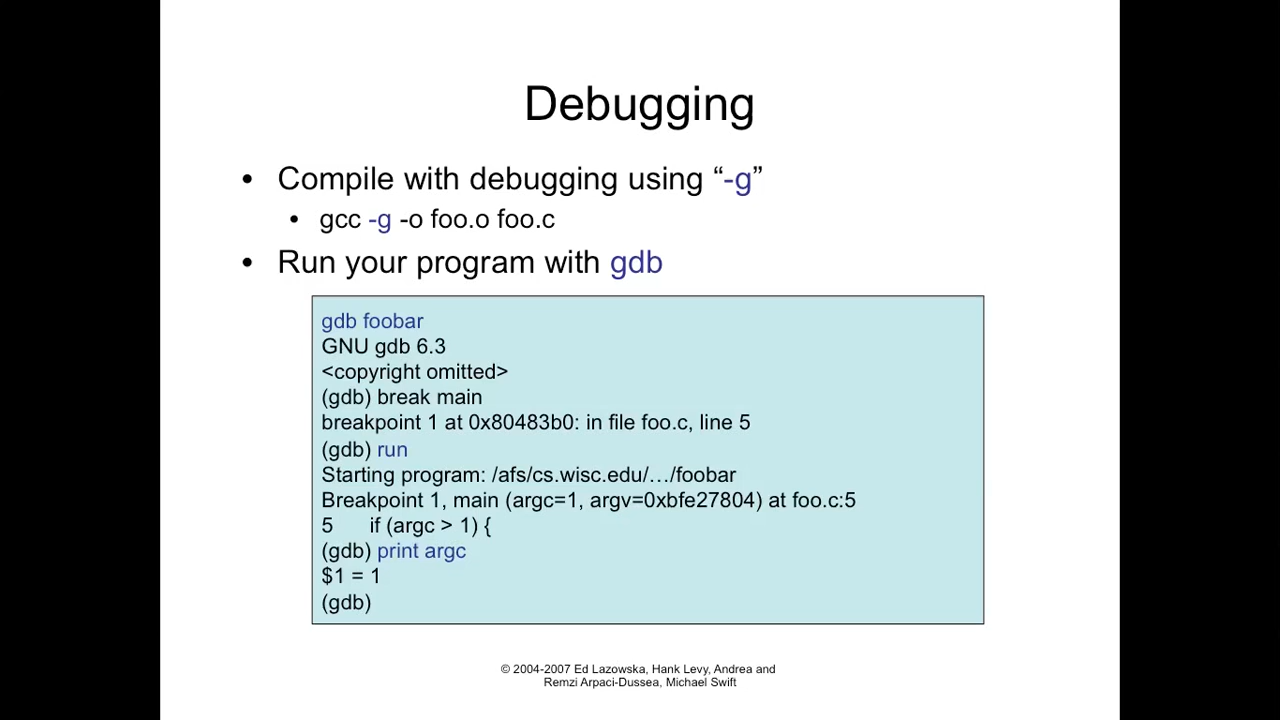 Debugging
• Compile with debugging using “-g”
• gcc -g -o foo.o foo.c
• Run your program with gdb
gdb foobar
GNU gdb 6.3
<copyright omitted>
(gdb) break main
breakpoint 1 at 0x80483b0: in file foo.c, line 5
(gdb) run
Starting program: /afs/cs.wisc.edu/…/foobar
Breakpoint 1, main (argc=1, argv=0xbfe27804) at foo.c:5
5 if (argc > 1) {
(gdb) print argc
$1 = 1
(gdb)
© 2004-2007 Ed Lazowska, Hank Levy, Andrea and
Remzi Arpaci-Dussea, Michael Swift